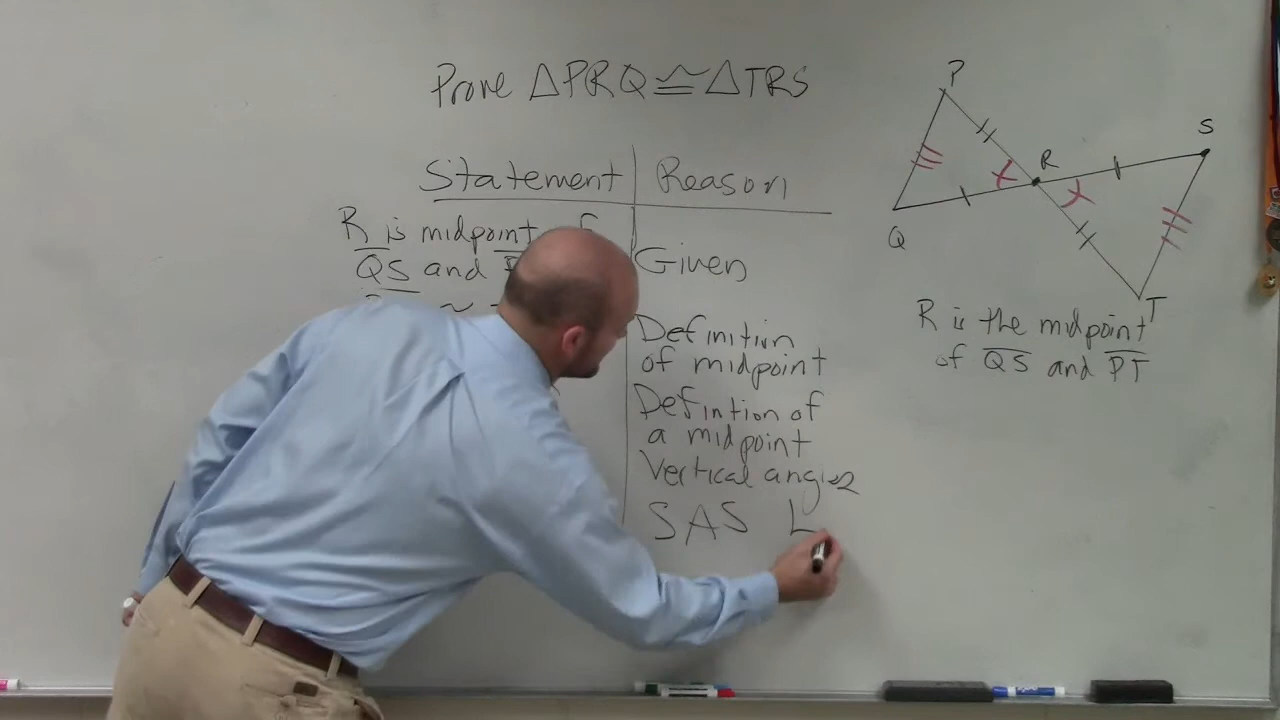 Prove △PRQ ≅ △TRS
Statement Reason
R is midpoint of
QS and
Given
Definition
of midpoint
Defintion of
a midpoint
Vertical angles
SAS L
P
R
S
Q
T
R is the midpoint
of QS and PT